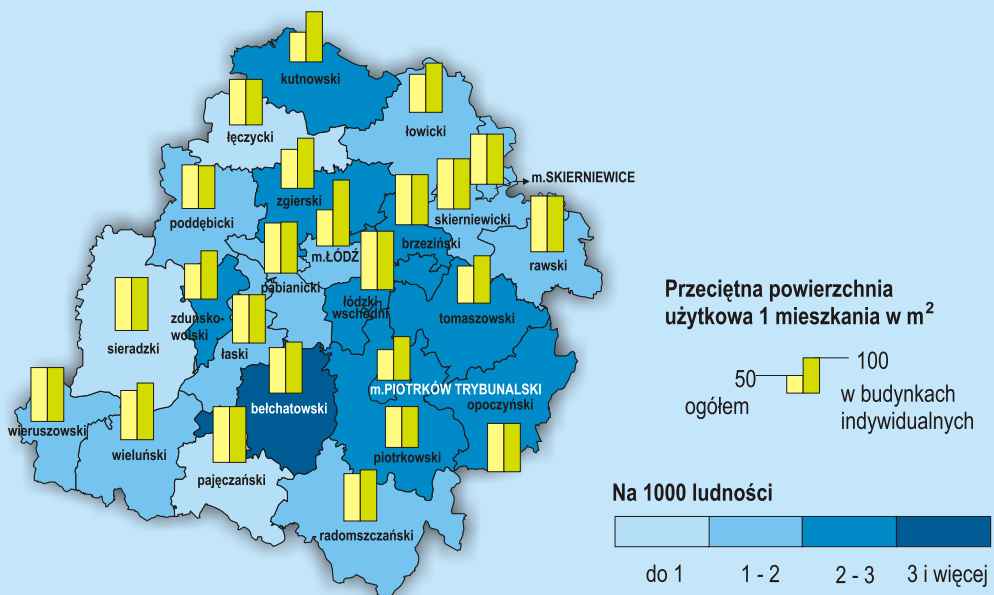 kutnowski
łęczycki
łowicki
m.SKIERNIEWICE
poddębicki
zgierski
skierniewicki
brzeziński
rawski
m.ŁÓDŹ
pabianicki
łódzki
wschodni
zduńsko-
wolski
tomaszowski
sieradzki
łaski
m.PIOTRKÓW TRYBUNALSKI
bełchatowski
opoczyński
wieruszowski
wieluński
piotrkowski
pajęczański
radomszczański
Przeciętna powierzchnia
użytkowa 1 mieszkania w m²
100
50
ogółem
w budynkach
indywidualnych
Na 1000 ludności
do 1
1 - 2
2 - 3
3 i więcej